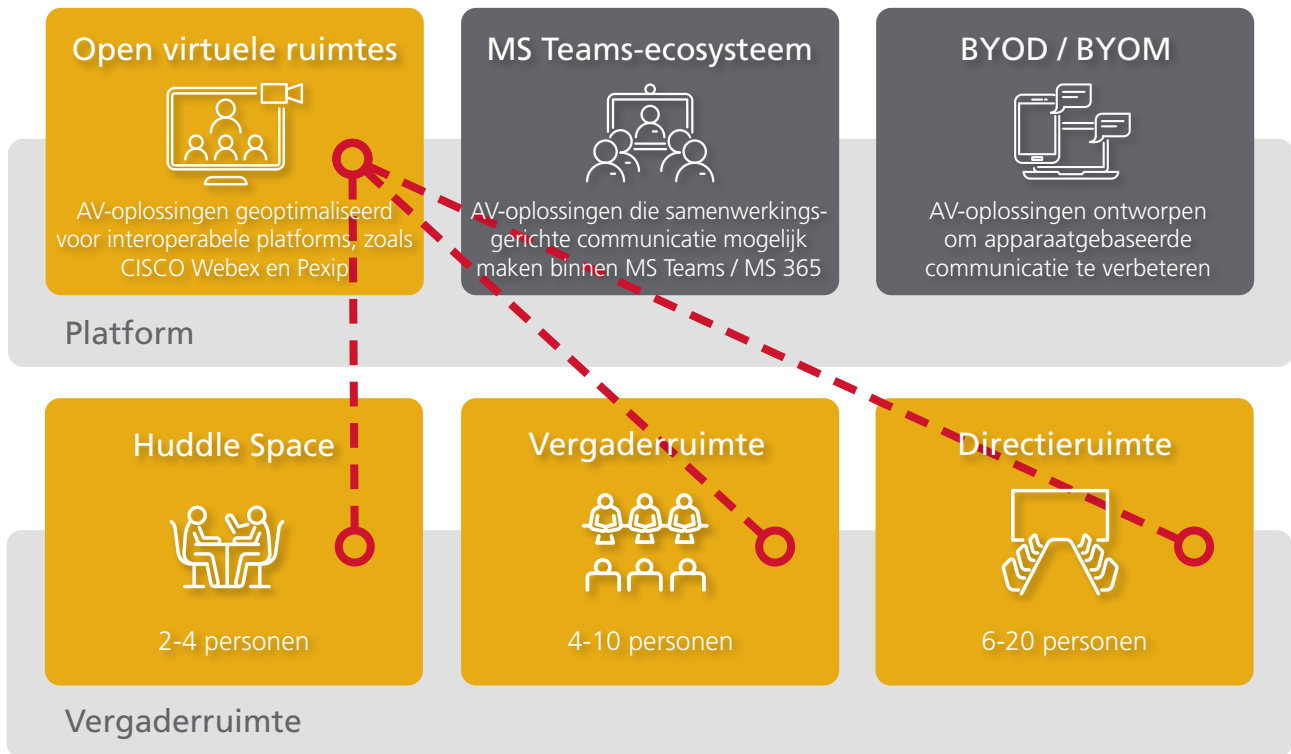 Open virtuele ruimtes
AV-oplossingen geoptimaliseerd
voor interoperabele platforms, zoals
CISCO Webex en Pexip
MS Teams-ecosysteem
AV-oplossingen die samenwerkings-
gerichte communicatie mogelijk
maken binnen MS Teams / MS 365
BYOD / BYOM
AV-oplossingen ontworpen
om apparaatgebaseerde
communicatie te verbeteren
Platform
Huddle Space
2-4 personen
Vergaderruimte
4-10 personen
Directieruimte
6-20 personen
Vergaderruimte